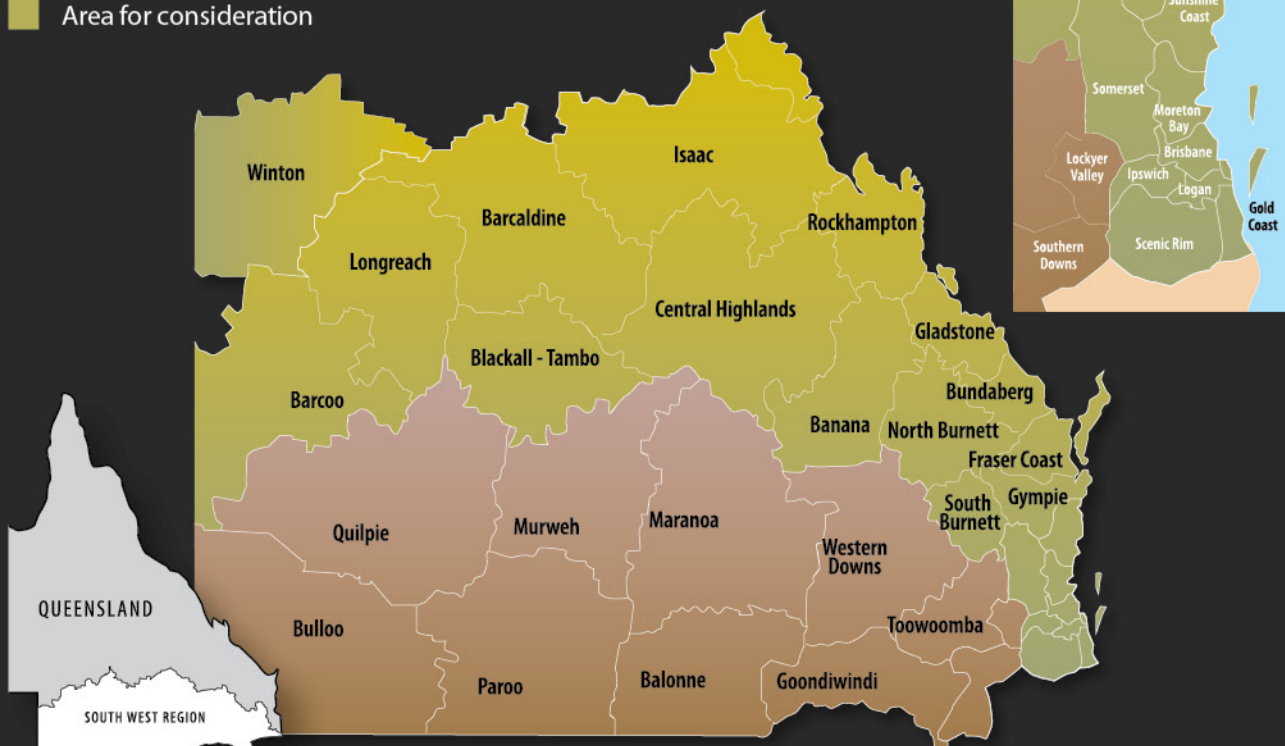 Area for consideration
Sunshine
Coast
Somerset
Moreton
Bay
Brisbane
Lockyer
Valley
Ipswich
Logan
Gold
Coast
Southern
Downs
Scenic Rim
Winton
Isaac
Barcaldine
Rockhampton
Longreach
Central Highlands
Gladstone
Blackall - Tambo
Bundaberg
Barcoo
Banana
North Burnett
Fraser Coast
South
Burnett
Gympie
Quilpie
Murweh
Maranoa
Western
Downs
Bulloo
Toowoomba
Paroo
Balonne
Goondiwindi
QUEENSLAND
SOUTH WEST REGION